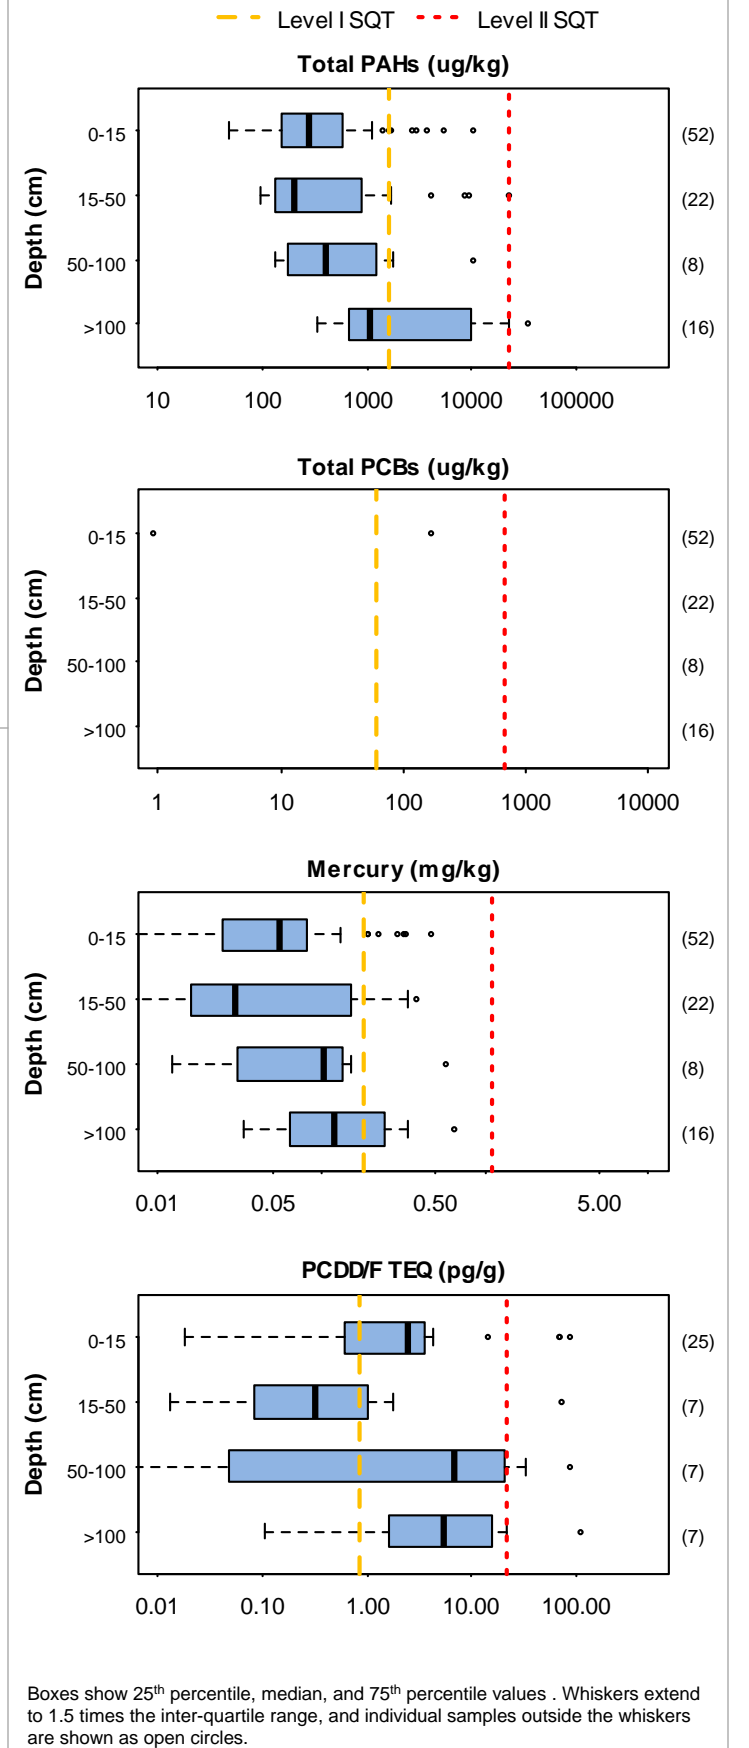 Level I SQT Level II SQT
Total PAHs (ug/kg)
Depth (cm)
0-15 (52)
15-50 (22)
50-100 (8)
>100 (16)
10 100 1000 10000 100000
Total PCBs (ug/kg)
Depth (cm)
0-15 (52)
15-50 (22)
50-100 (8)
>100 (16)
1 10 100 1000 10000
Mercury (mg/kg)
Depth (cm)
0-15 (52)
15-50 (22)
50-100 (8)
>100 (16)
0.01 0.05 0.50 5.00
PCDD/F TEQ (pg/g)
Depth (cm)
0-15 (25)
15-50 (7)
50-100 (7)
>100 (7)
0.01 0.10 1.00 10.00 100.00
Boxes show 25th percentile, median, and 75th percentile values . Whiskers extend
to 1.5 times the inter-quartile range, and individual samples outside the whiskers
are shown as open circles.